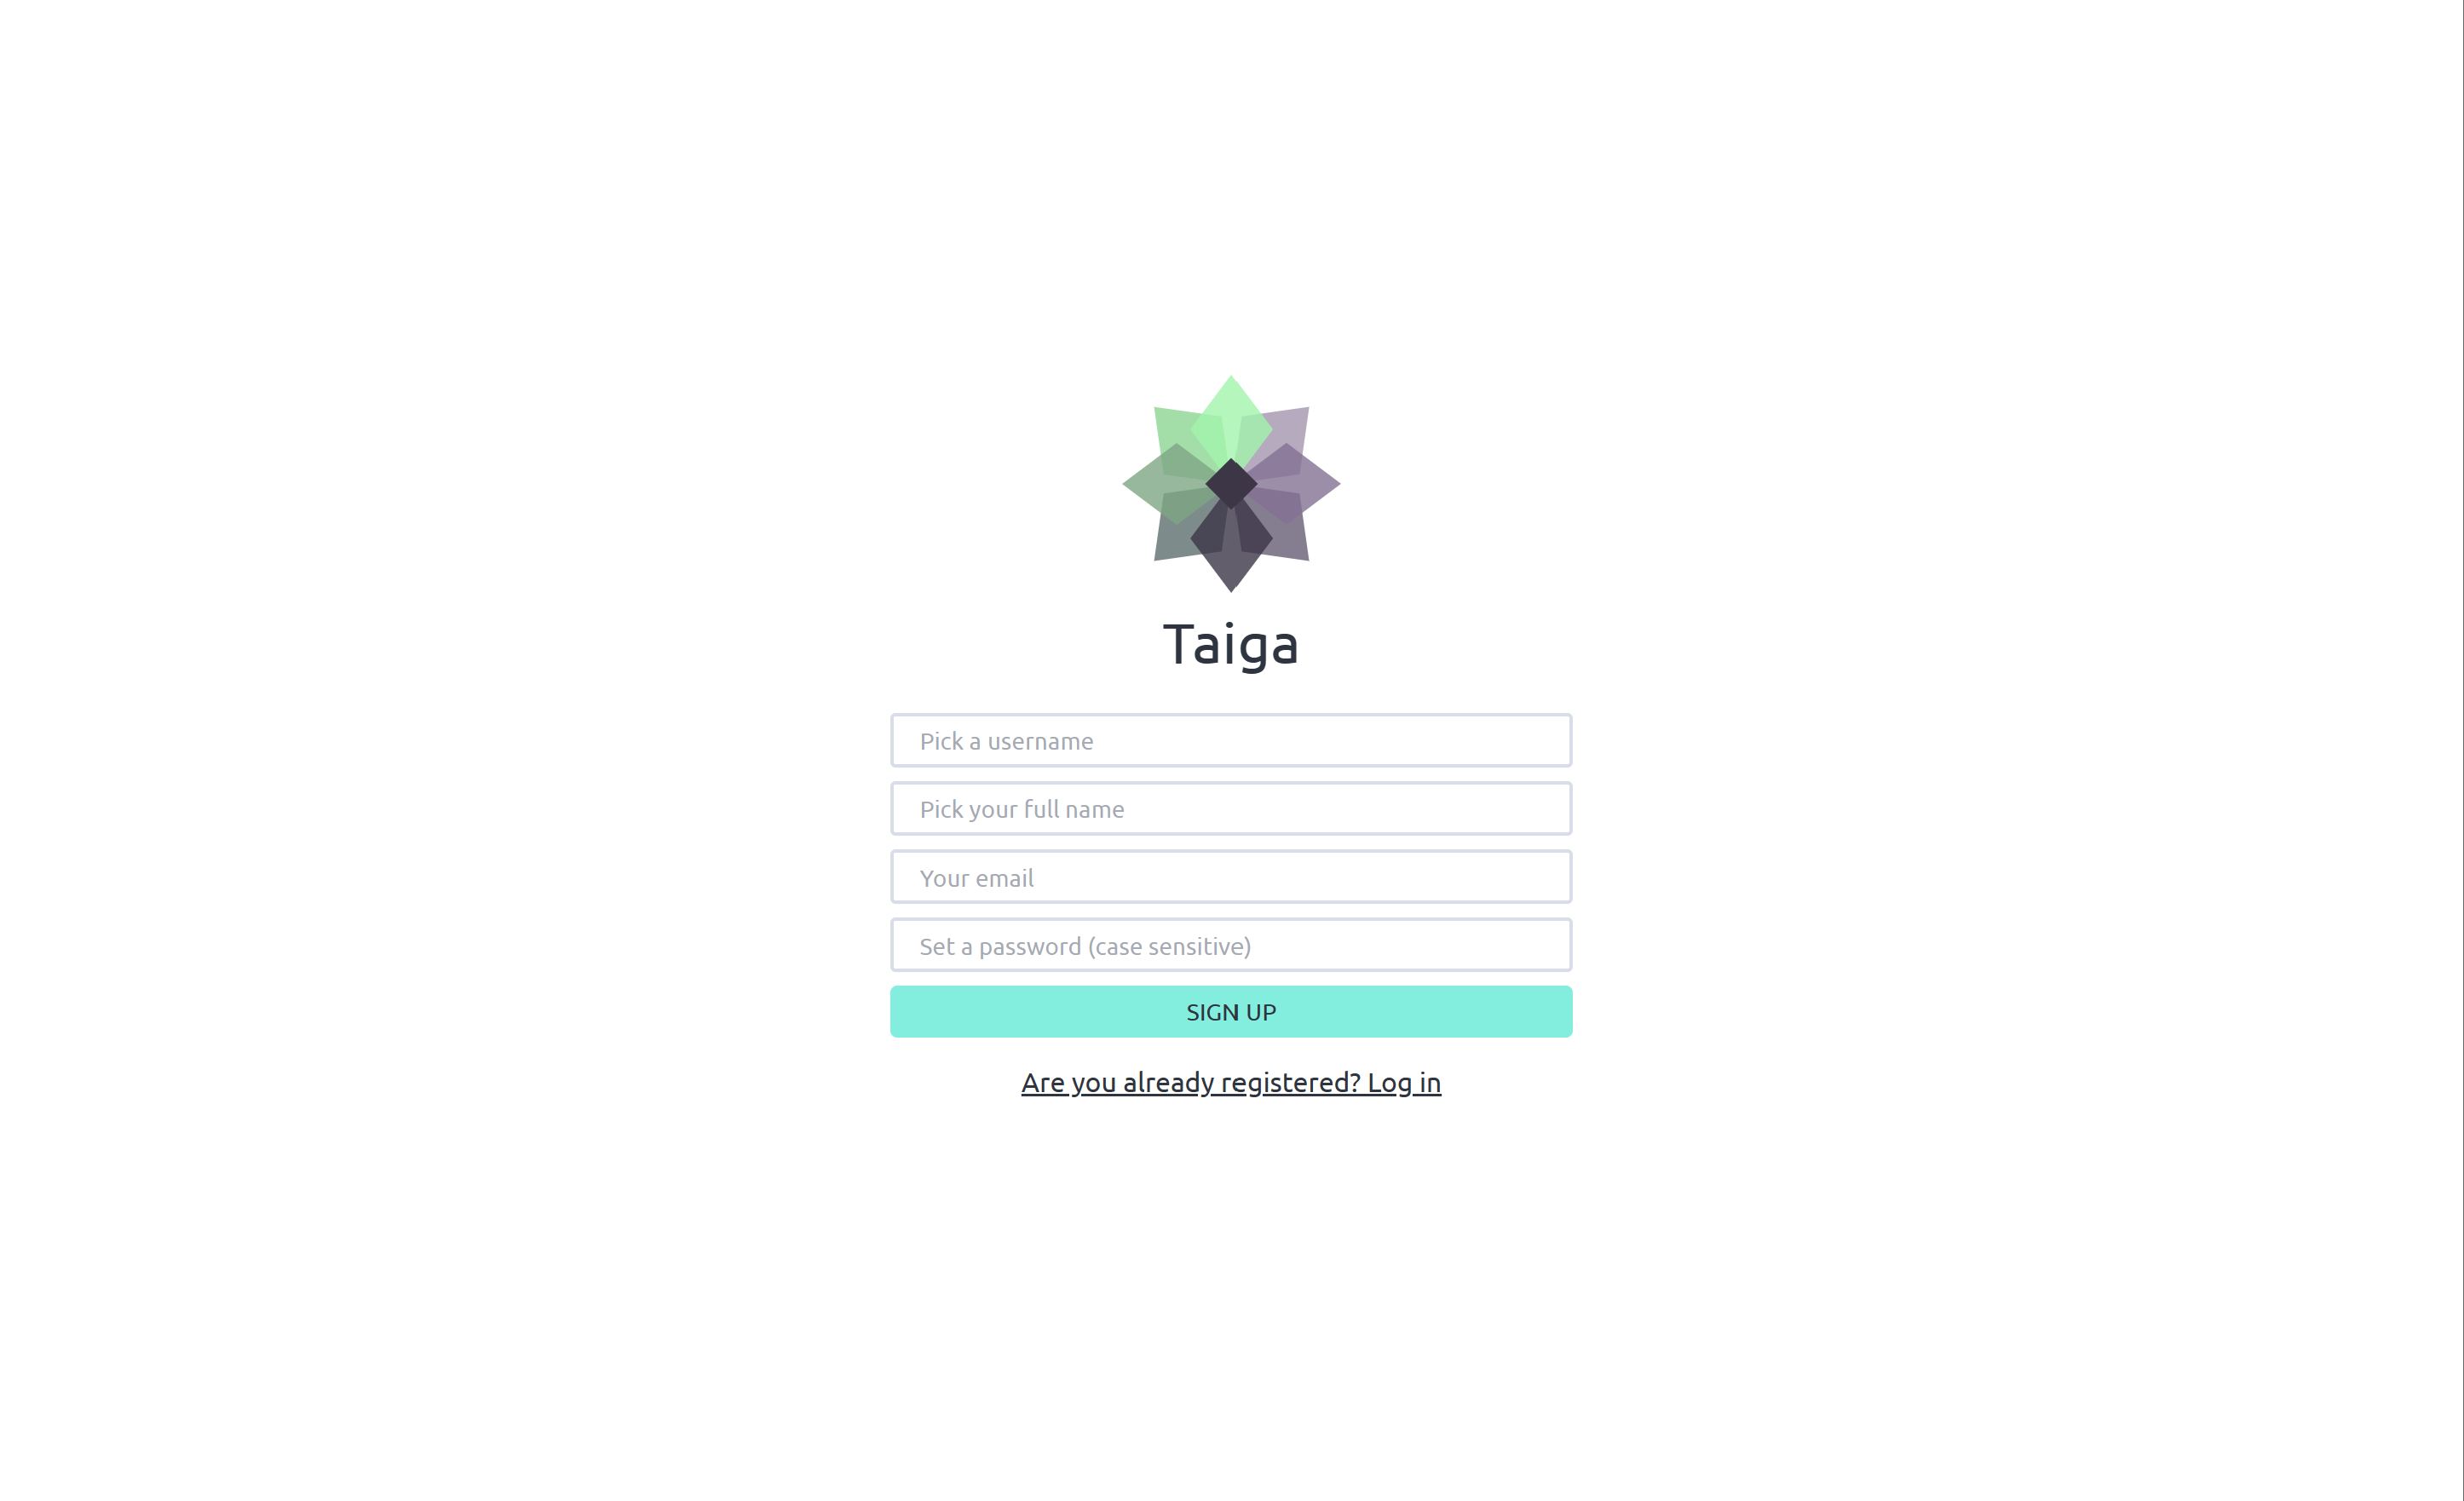 Taiga
Pick a username
Pick your full name
Your email
Set a password (case sensitive)
SIGN UP
Are you already registered? Log in